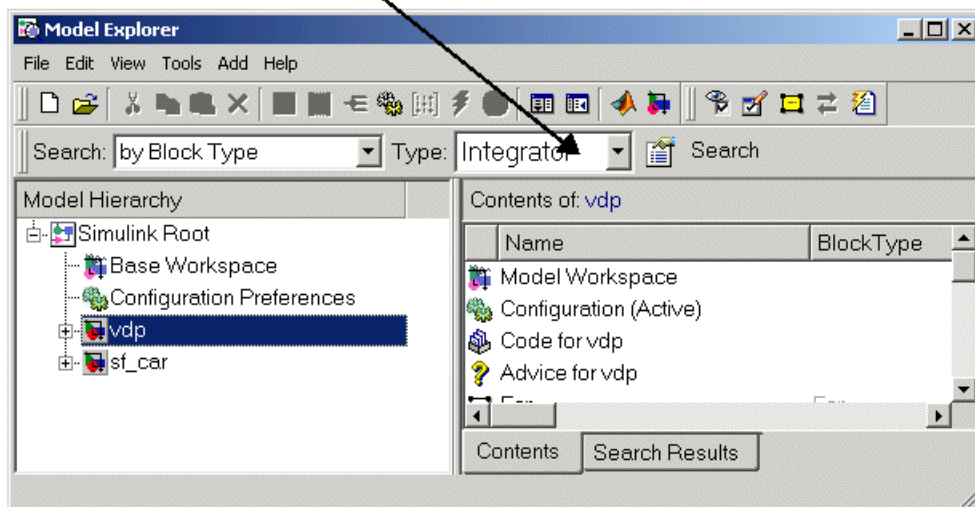 Model Explorer
File Edit View Tools Add Help
Search: by Block Type Type: Integrator Search
Model Hierarchy
Contents of: vdp
Simulink Root
Name BlockType
Base Workspace
Model Workspace
Configuration Preferences
Configuration (Active)
vdp
Code for vdp
sf_car
Advice for vdp
Contents Search Results